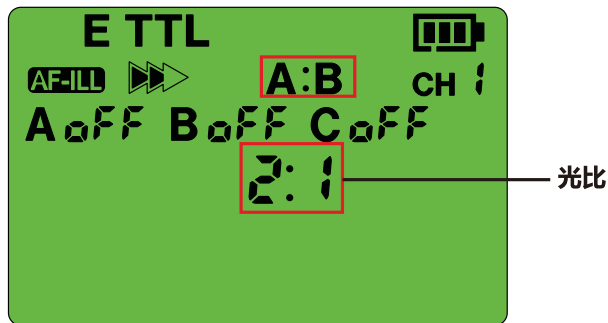 E TTL
AF-ILL A:B CH 1
A oFF B oFF C oFF
2:1 光比